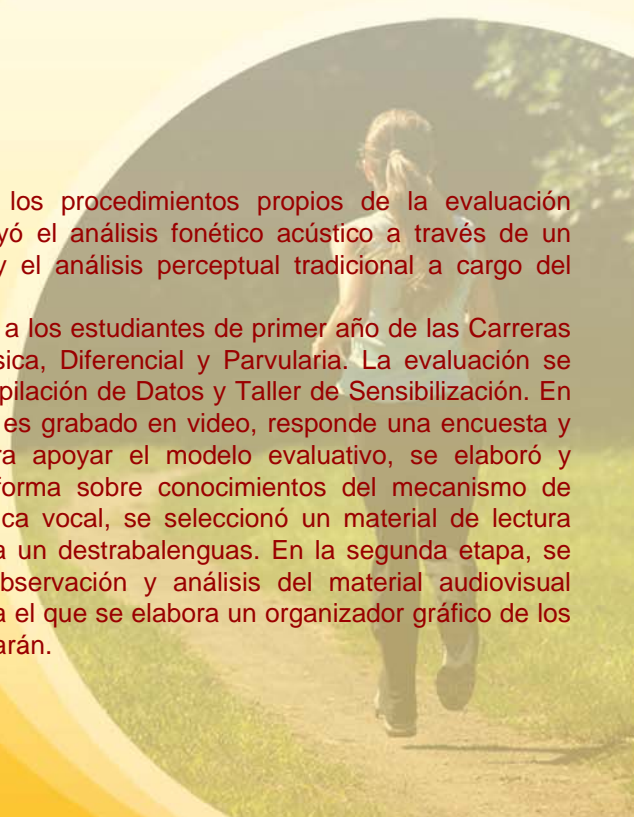 los procedimientos propios de la evaluación
yó el análisis fonético acústico a través de un
y el análisis perceptual tradicional a cargo del
a los estudiantes de primer año de las Carreras
sica, Diferencial y Parvularia. La evaluación se
pilación de Datos y Taller de Sensibilización. En
es grabado en video, responde una encuesta y
ra apoyar el modelo evaluativo, se elaboró y
forma sobre conocimientos del mecanismo de
ica vocal, se seleccionó un material de lectura
a un destrabalenguas. En la segunda etapa, se
bservación y análisis del material audiovisual
a el que se elabora un organizador gráfico de los
arán.